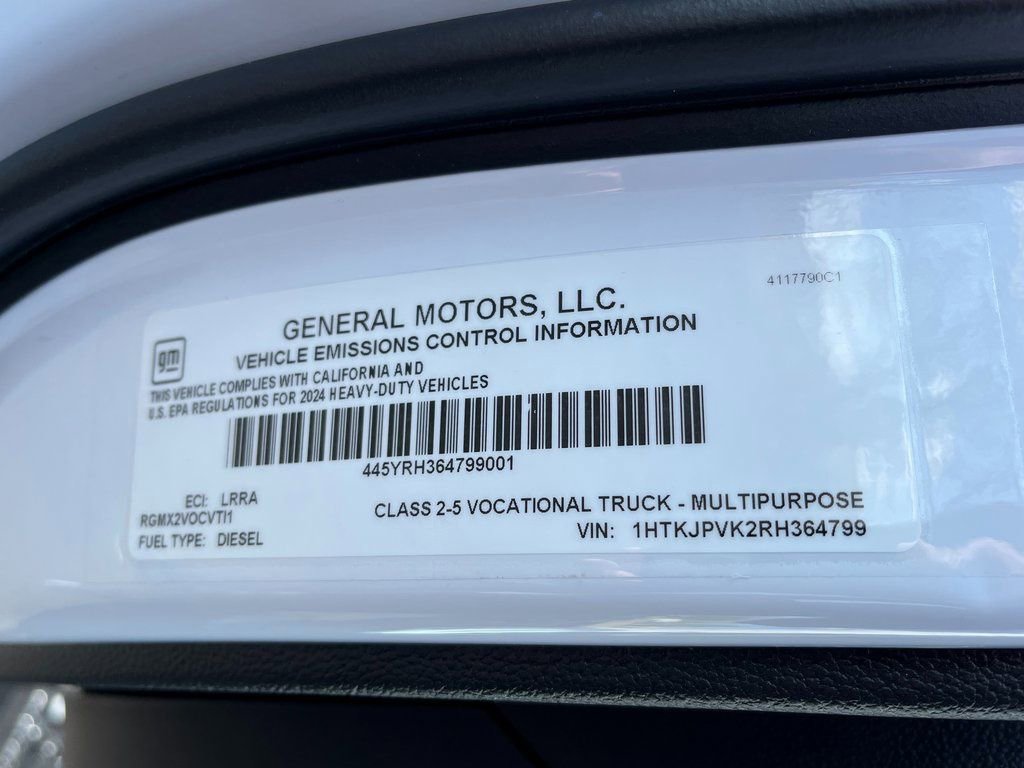 4117790C1
gm
GENERAL MOTORS, LLC.
VEHICLE EMISSIONS CONTROL INFORMATION
THIS VEHICLE COMPLIES WITH CALIFORNIA AND
U.S. EPA REGULATIONS FOR 2024 HEAVY-DUTY VEHICLES
445YRH364799001
ECI: LRRA
RGMX2VOCVTI1
FUEL TYPE: DIESEL
CLASS 2-5 VOCATIONAL TRUCK - MULTIPURPOSE
VIN: 1HTKJPVK2RH364799